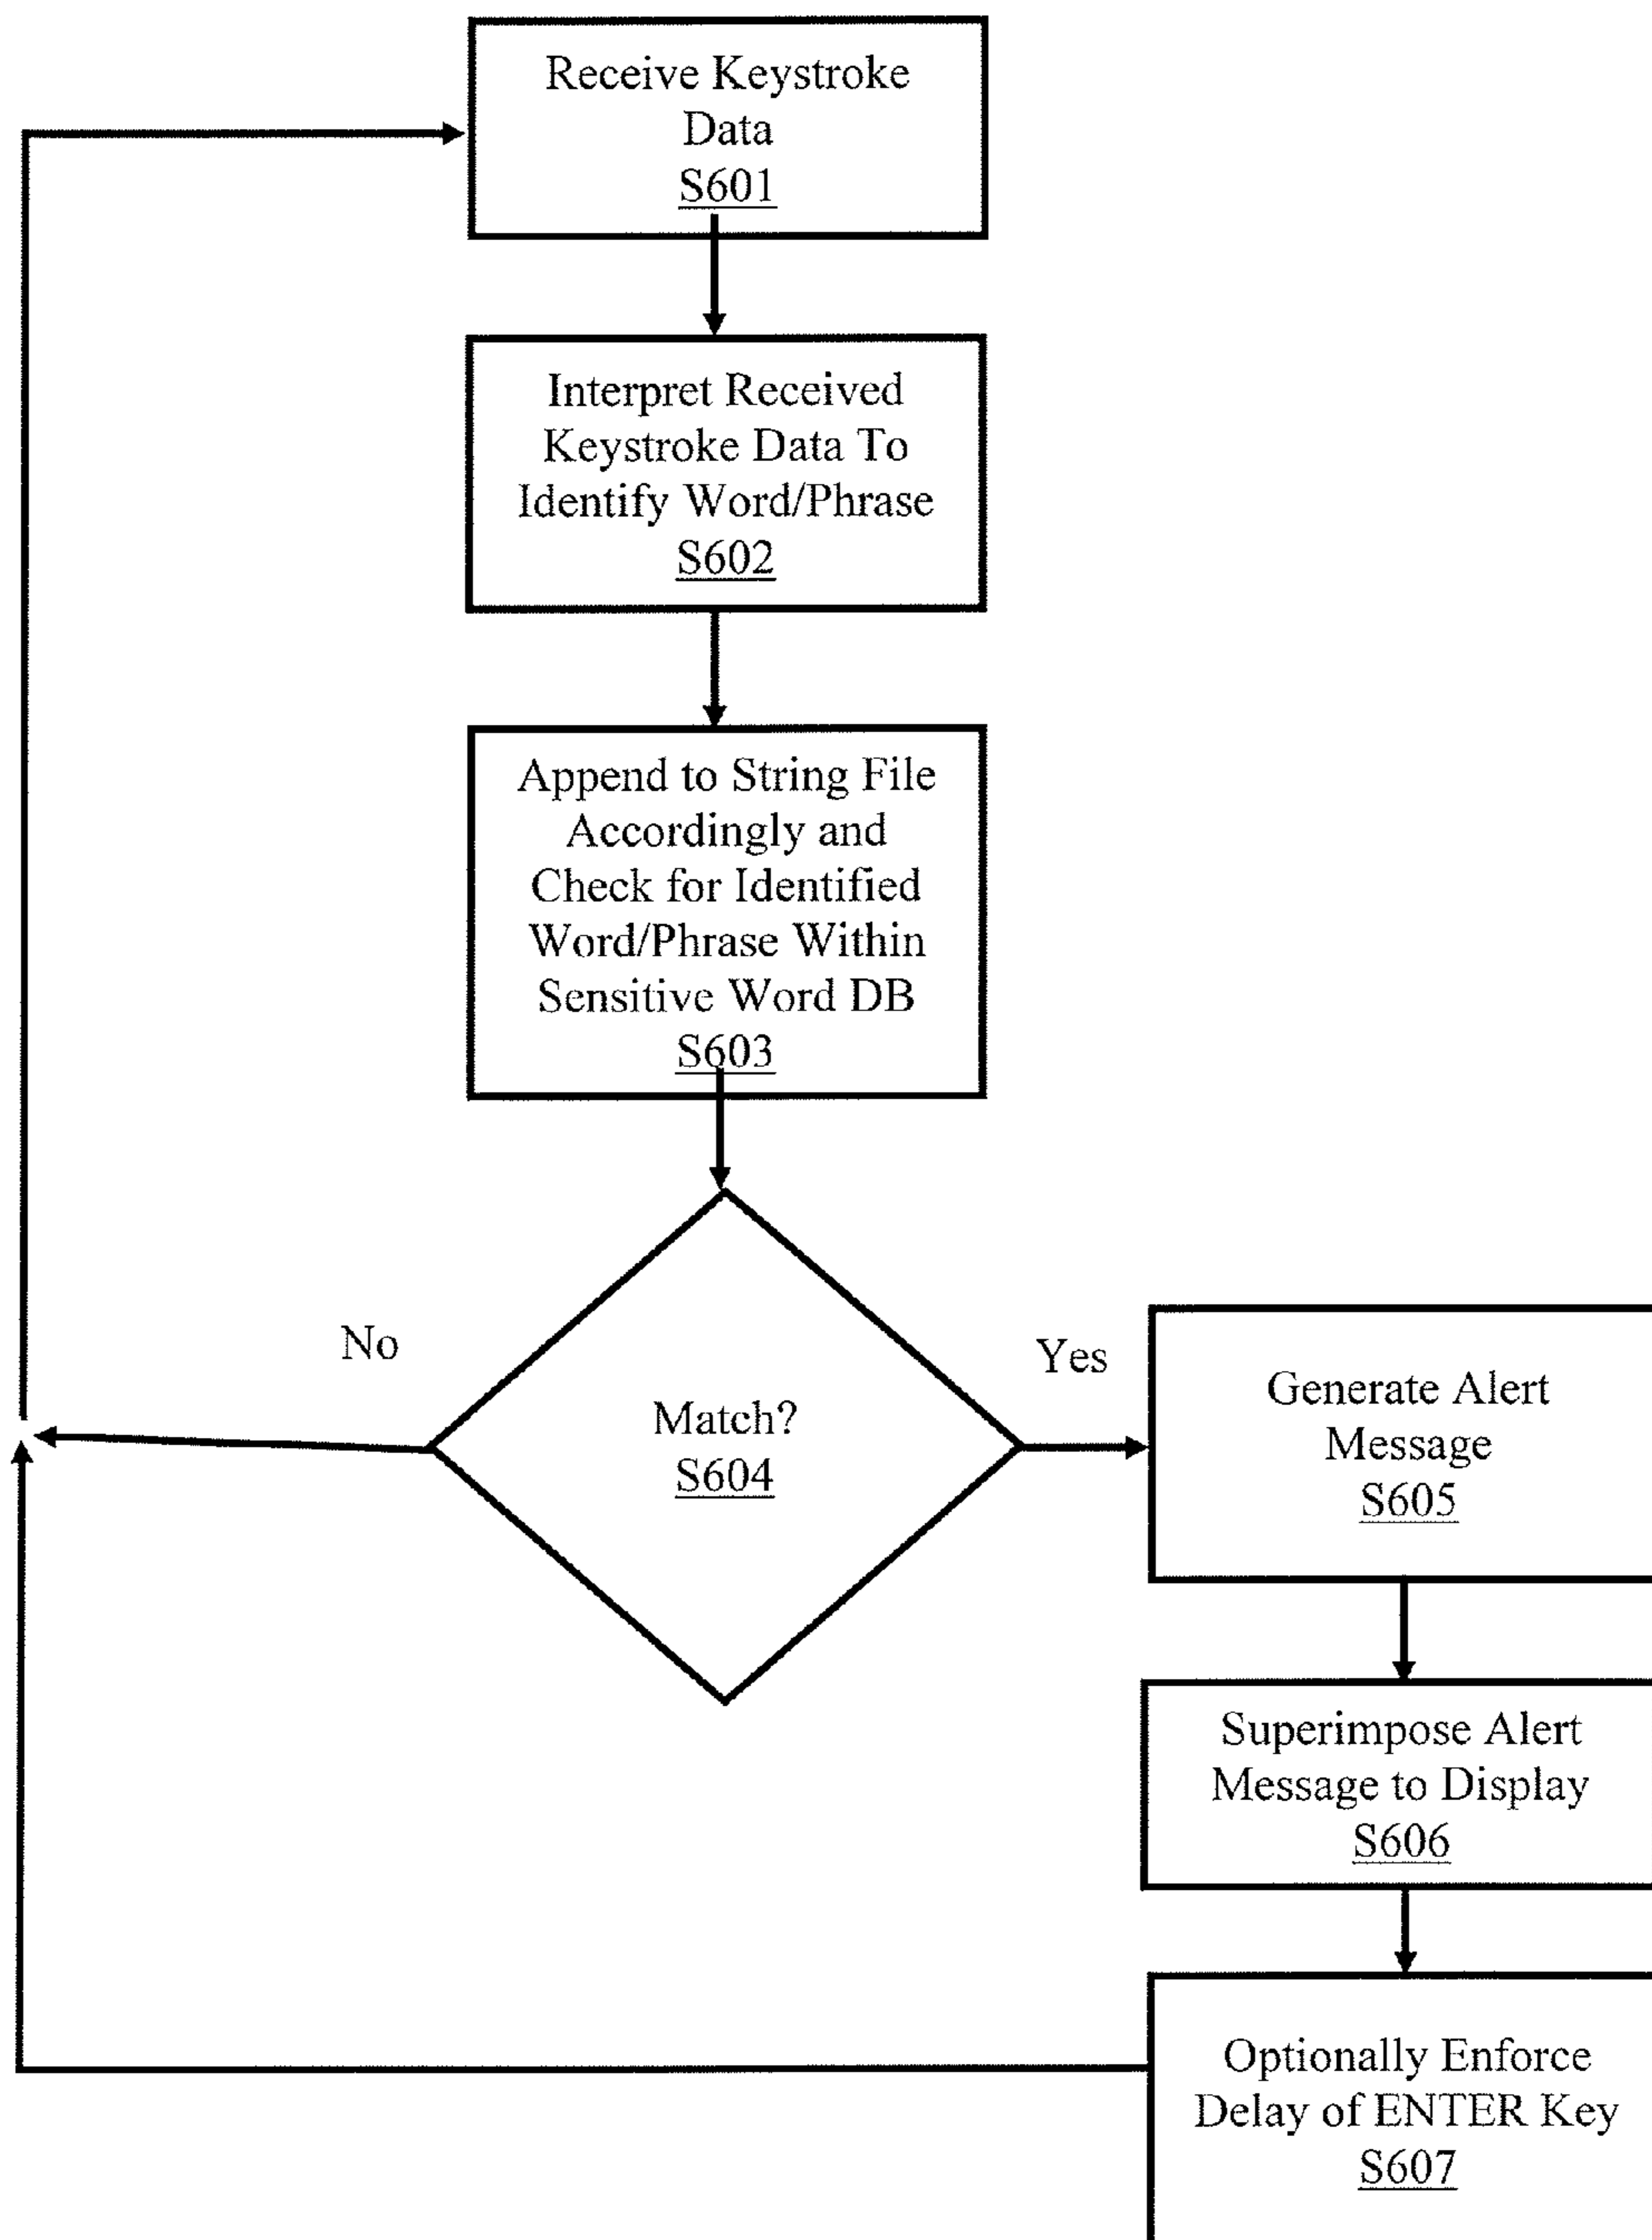 Receive Keystroke
Data
S601
Interpret Received
Keystroke Data To
Identify Word/Phrase
S602
Append to String File
Accordingly and
Check for Identified
Word/Phrase Within
Sensitive Word DB
S603
No
Yes
Match?
S604
Generate Alert
Message
S605
Superimpose Alert
Message to Display
S606
Optionally Enforce
Delay of ENTER Key
S607